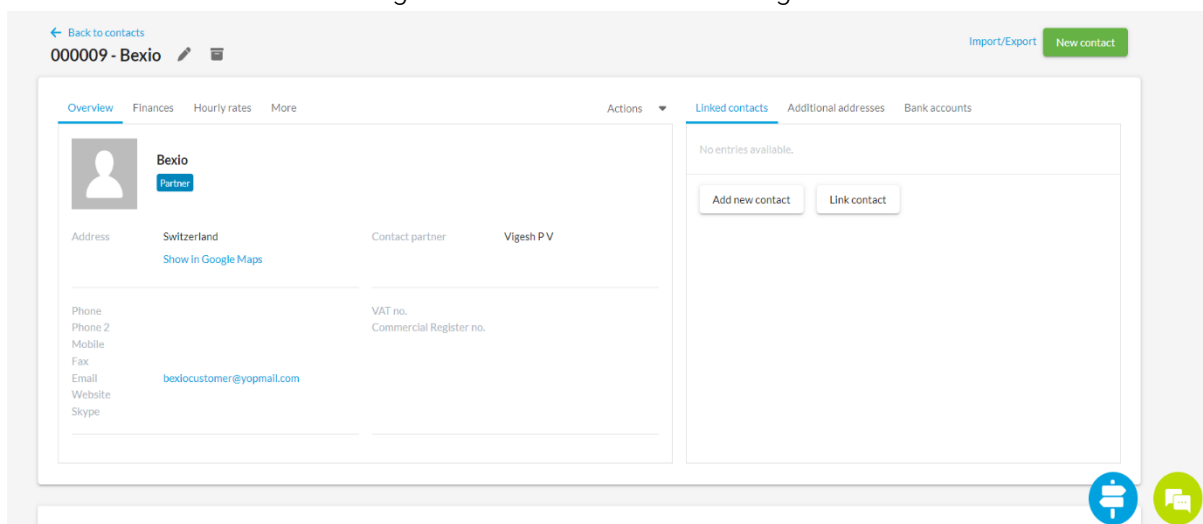 Back to contacts
000009 - Bexio
Import/Export
New contact
Overview Finances Hourly rates More Actions
Linked contacts Additional addresses Bank accounts
Bexio
Partner
No entries available.
Add new contact Link contact
Address Switzerland
Show in Google Maps
Contact partner Vigesh P V
Phone
Phone 2
Mobile
Fax
Email bexiocustomer@yopmail.com
Website
Skype
VAT no.
Commercial Register no.